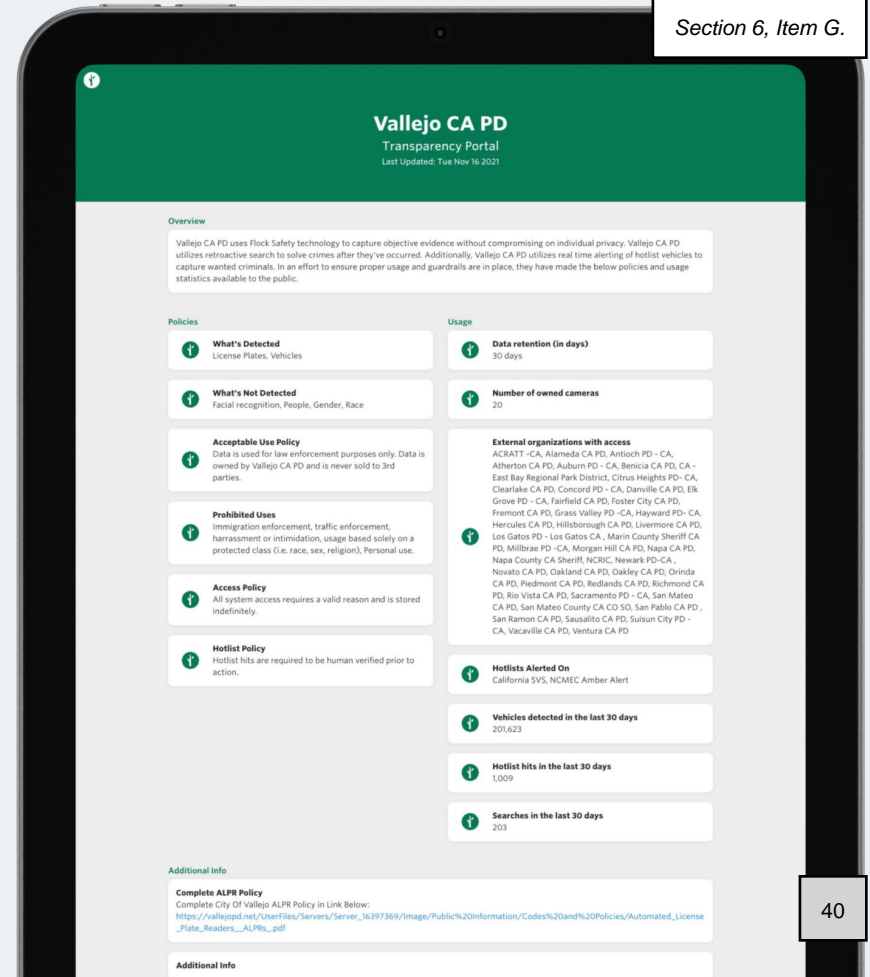 Section 6, Item G.
Vallejo CA PD
Transparency Portal
Last Updated: Tue Nov 16 2021
Overview
Vallejo CA PD uses Flock Safety technology to capture objective evidence without compromising on individual privacy. Vallejo CA PD
utilizes retroactive search to solve crimes after they've occurred. Additionally, Vallejo CA PD utilizes real time alerting of hotlist vehicles to
capture wanted criminals. In an effort to ensure proper usage and guardrails are in place, they have made the below policies and usage
statistics available to the public.
Policies
What's Detected
License Plates, Vehicles
What's Not Detected
Facial recognition, People, Gender, Race
Acceptable Use Policy
Data is used for law enforcement purposes only. Data is
owned by Vallejo CA PD and is never sold to 3rd
parties.
Prohibited Uses
Immigration enforcement, traffic enforcement,
harrassment or intimidation, usage based solely on a
protected class (i.e. race, sex, religion), Personal use.
Access Policy
All system access requires a valid reason and is stored
indefinitely.
Hotlist Policy
Hotlist hits are required to be human verified prior to
action.
Usage
Data retention (in days)
30 days
Number of owned cameras
20
External organizations with access
ACRATT -CA, Alameda CA PD, Antioch PD - CA,
Atherton CA PD, Auburn PD - CA, Benicia CA PD, CA -
East Bay Regional Park District, Citrus Heights PD- CA,
Clearlake CA PD, Concord PD - CA, Danville CA PD, Elk
Grove PD - CA, Fairfield CA PD, Foster City CA PD,
Fremont CA PD, Grass Valley PD -CA, Hayward PD- CA,
Hercules CA PD, Hillsborough CA PD, Livermore CA PD,
Los Gatos PD - Los Gatos CA , Marin County Sheriff CA
PD, Millbrae PD -CA, Morgan Hill CA PD, Napa CA PD,
Napa County CA Sheriff, NCRIC, Newark PD-CA ,
Novato CA PD, Oakland CA PD, Oakley CA PD, Orinda
CA PD, Piedmont CA PD, Redlands CA PD, Richmond CA
PD, Rio Vista CA PD, Sacramento PD - CA, San Mateo
CA PD, San Mateo County CA CO SO, San Pablo CA PD ,
San Ramon CA PD, Sausalito CA PD, Suisun City PD -
CA, Vacaville CA PD, Ventura CA PD
Hotlists Alerted On
California SVS, NCMEC Amber Alert
Vehicles detected in the last 30 days
201,623
Hotlist hits in the last 30 days
1,009
Searches in the last 30 days
203
Additional Info
Complete ALPR Policy
Complete City Of Vallejo ALPR Policy in Link Below:
https://vallejopd.net/UserFiles/Servers/Server_16397369/Image/Public%20Information/Codes%20and%20Policies/Automated_License
_Plate_Readers__ALPRs_.pdf
Additional Info
40